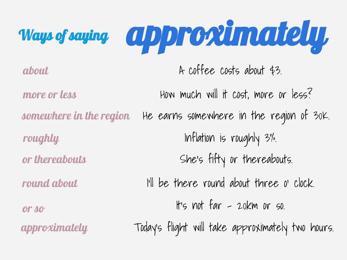 Ways of saying approximately
about A coffee costs about $3.
more or less How much will it cost, more or less?
somewhere in the region He earns somewhere in the region of 30K.
roughly Inflation is roughly 3%.
or thereabouts She's fifty or thereabouts.
round about I'll be there round about three o' clock.
or so It's not far - 20km or so.
approximately Today's flight will take approximately two hours.